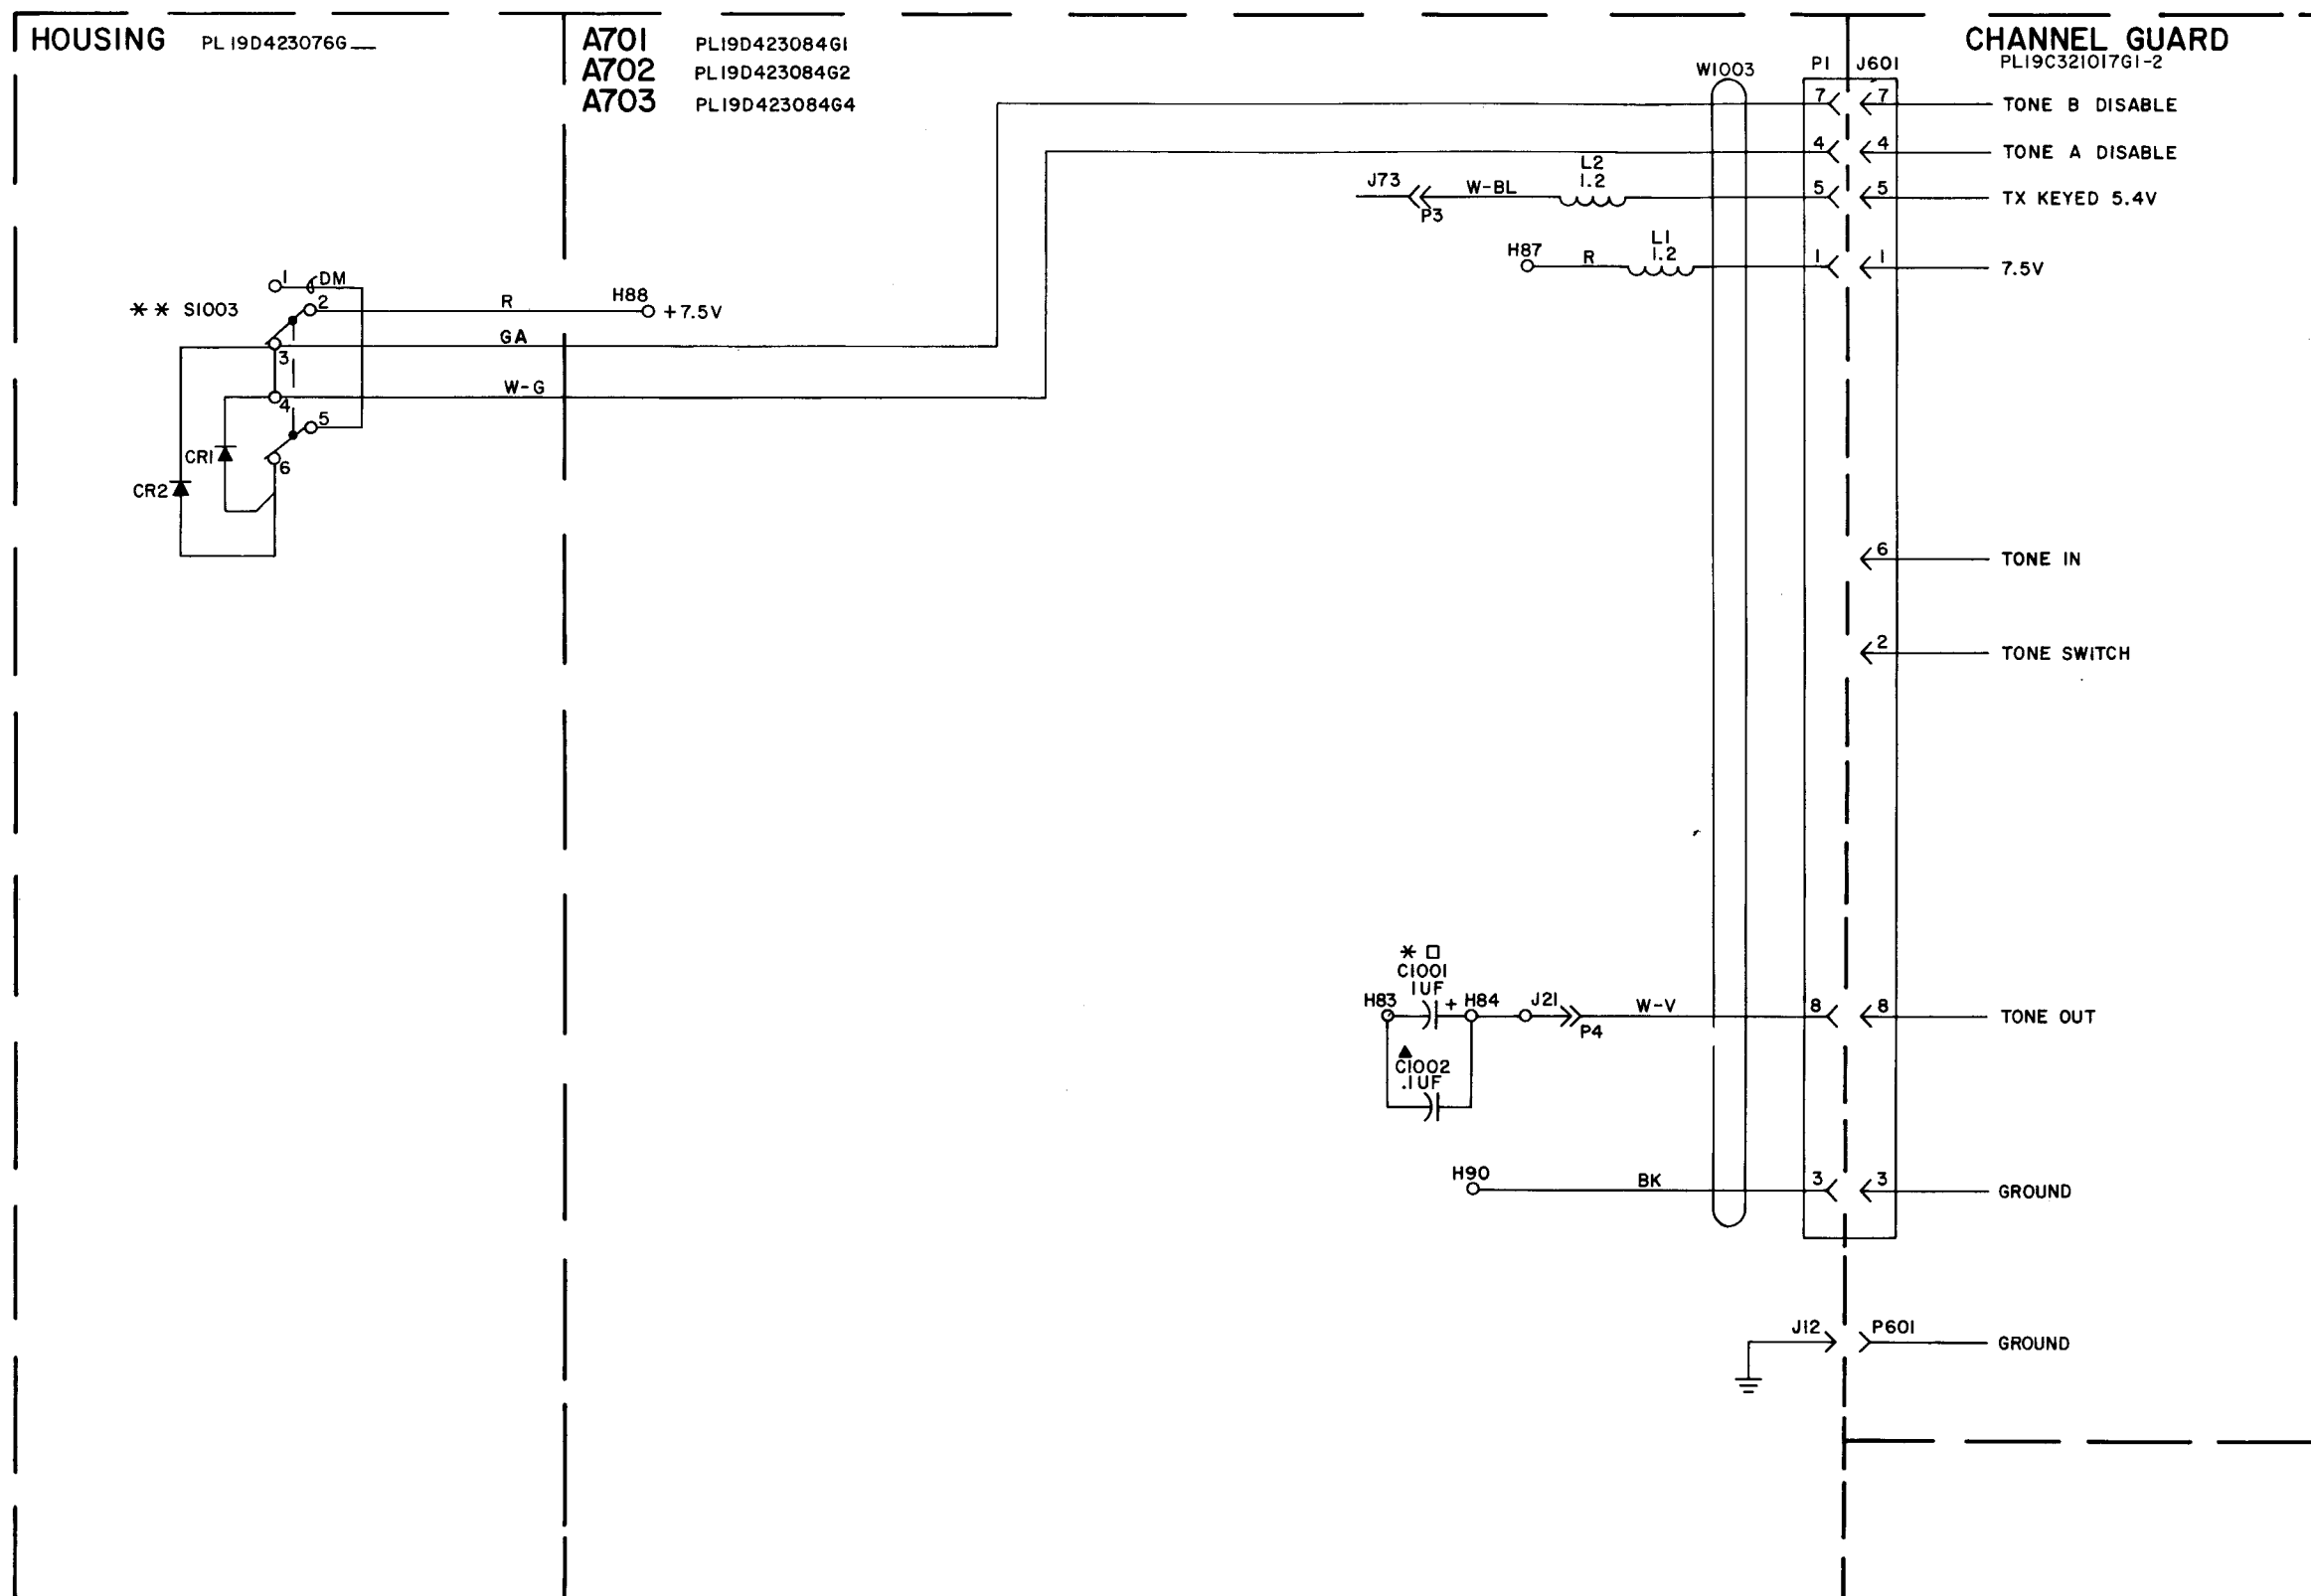 HOUSING PL19D423076G__
A701 PL19D423084G1
A702 PL19D423084G2
A703 PL19D423084G4
CHANNEL GUARD
PL19C321017G1-2
W1003
P1 J601
7 7 TONE B DISABLE
4 4 TONE A DISABLE
L2
1.2
J73 W-BL 5 5 TX KEYED 5.4V
P3
L1
1.2
H87 R 1 1 7.5V
1 DM
** S1003 2 R H88 +7.5V
3 GA
4 W-G
5
CR1 6
CR2
6 TONE IN
2 TONE SWITCH
* □
C1001
1UF
H83 + H84 J21 W-V 8 8 TONE OUT
P4
▲
C1002
.1UF
H90 BK 3 3 GROUND
J12 P601 GROUND